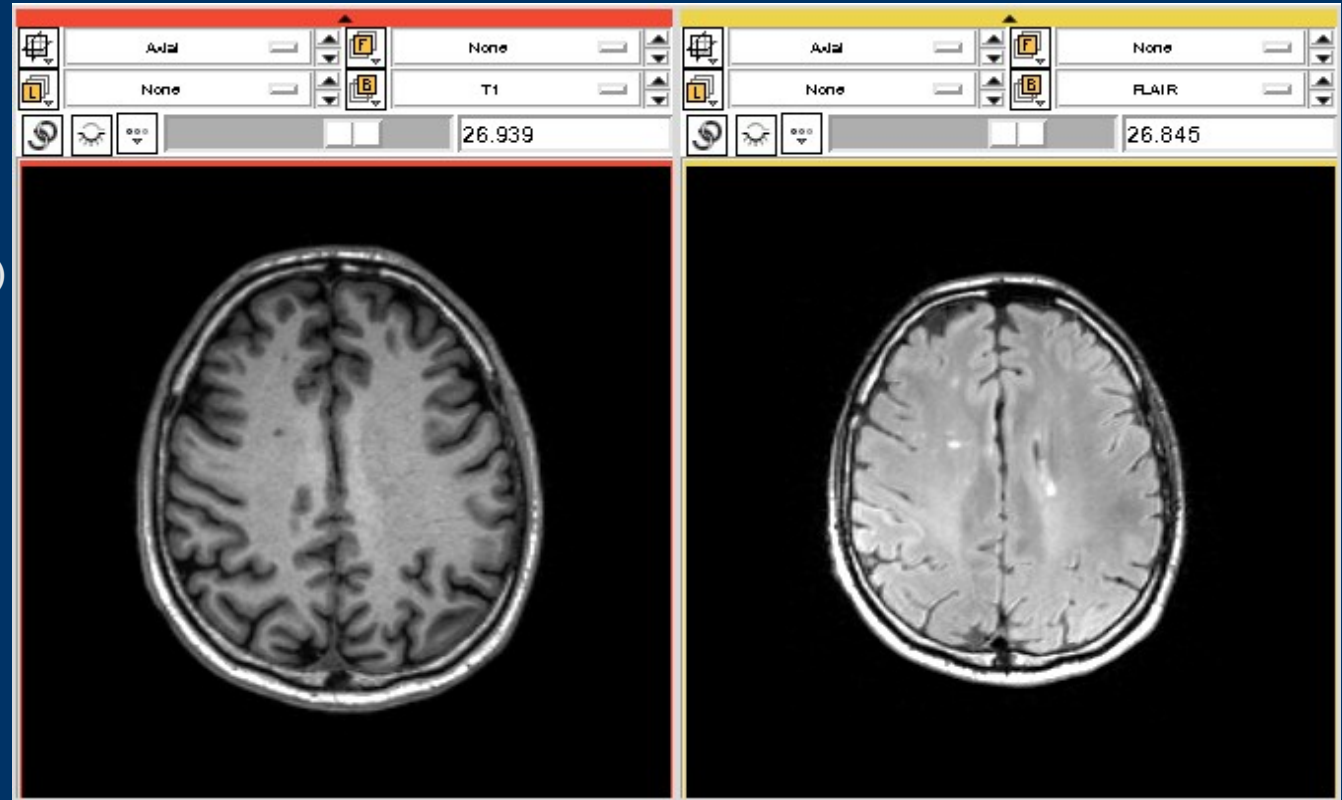 )
Axial F None
L None B T1
26.939
Axial F None
L None B FLAIR
26.845